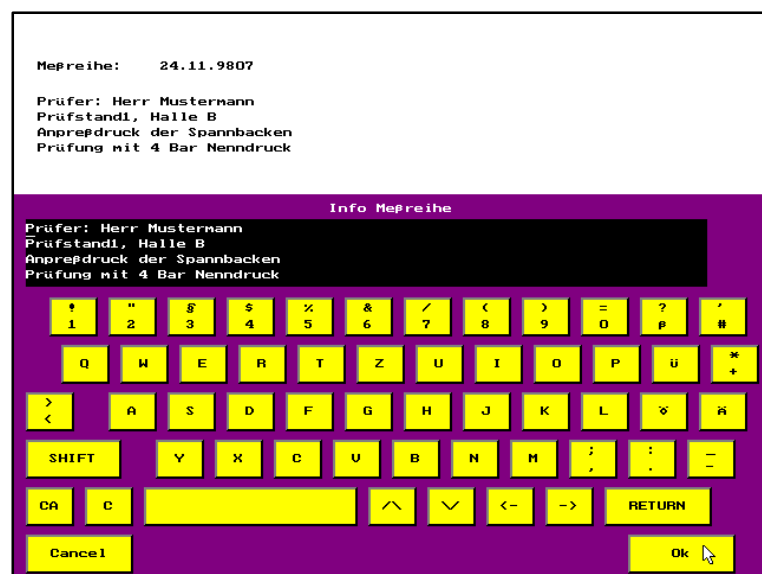 Meßreihe: 24.11.9807
Prüfer: Herr Mustermann
Prüfstand1, Halle B
Anpreßdruck der Spannbacken
Prüfung mit 4 Bar Nenndruck
Info Meßreihe
Prüfer: Herr Mustermann
Prüfstand1, Halle B
Anpreßdruck der Spannbacken
Prüfung mit 4 Bar Nenndruck
! " § $ % & / ( ) = ? '
1 2 3 4 5 6 7 8 9 0 ß #
Q W E R T Z U I O P ü * +
> < A S D F G H J K L ö ä
SHIFT Y X C V B N M ; , : . _ -
CA C /\ \/ <- -> RETURN
Cancel Ok